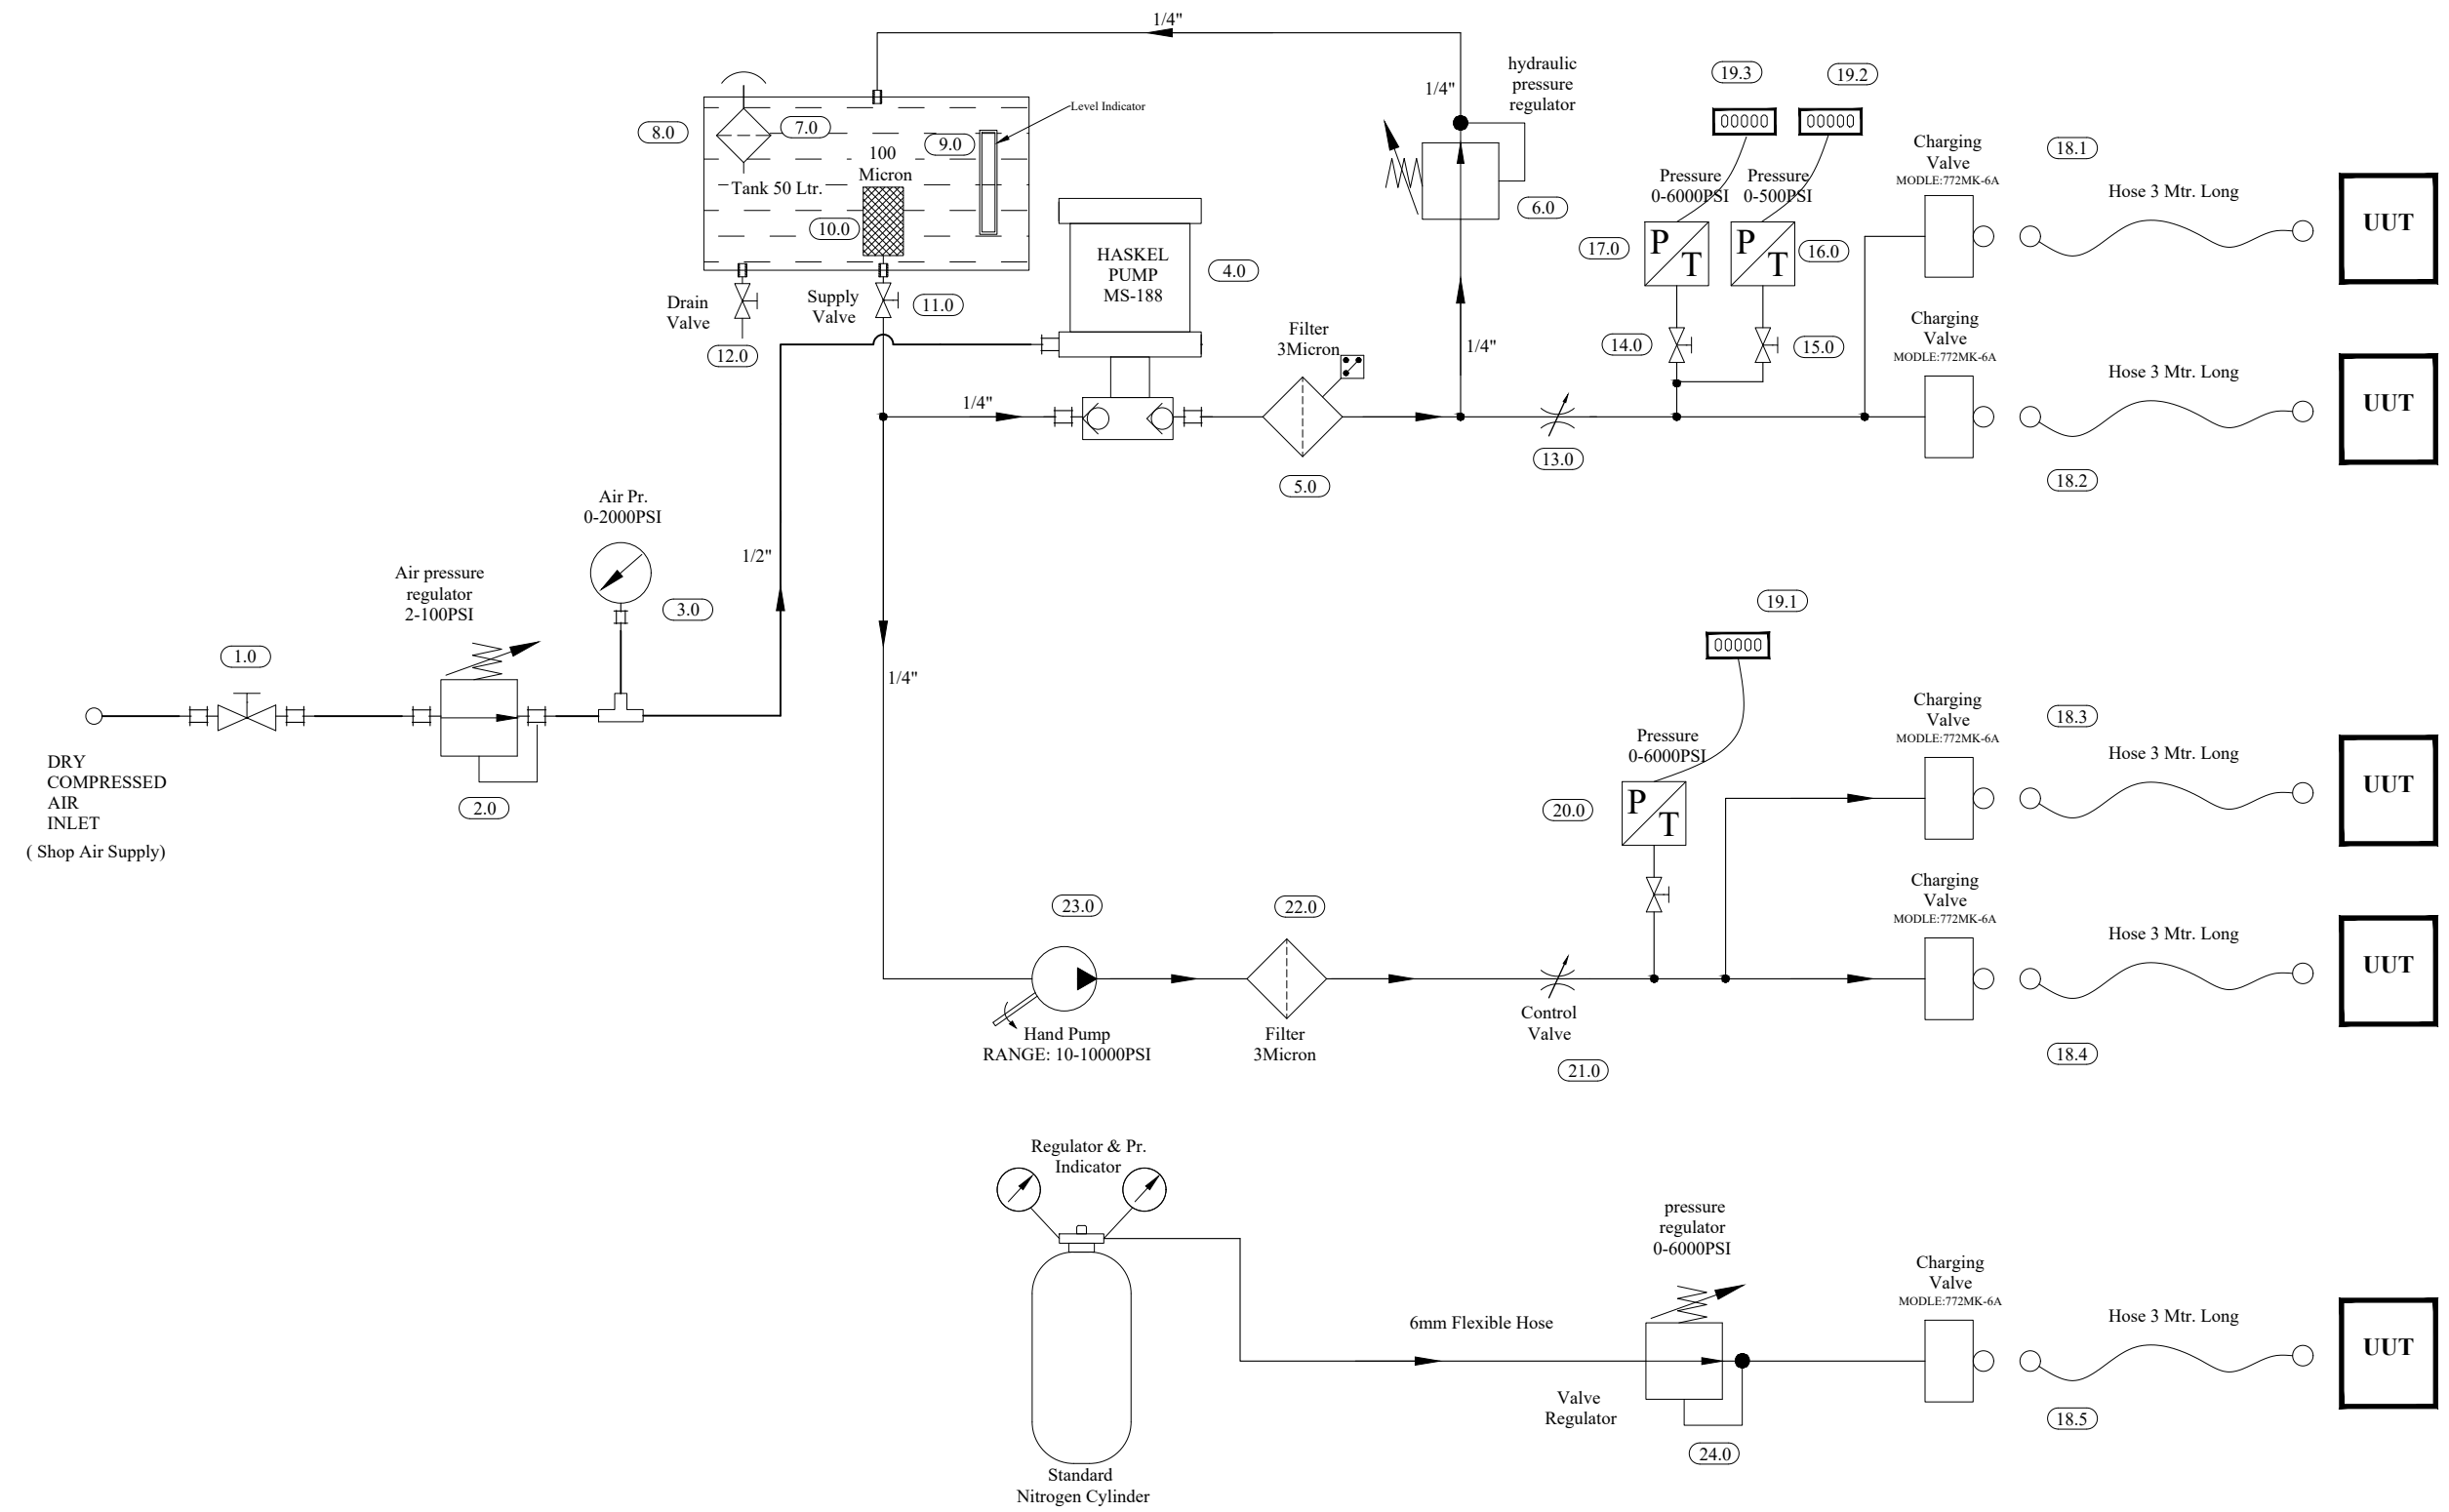 1/4"
hydraulic
pressure
regulator
1/4"
19.3
19.2
00000
00000
8.0
7.0
9.0
Level Indicator
100
Micron
Tank 50 Ltr.
10.0
Drain
Valve
12.0
Supply
Valve
11.0
HASKEL
PUMP
MS-188
4.0
6.0
Pressure
0-6000PSI
Pressure
0-500PSI
17.0
P
T
P
T
16.0
14.0
15.0
Charging
Valve
MODLE:772MK-6A
18.1
Hose 3 Mtr. Long
UUT
Charging
Valve
MODLE:772MK-6A
Hose 3 Mtr. Long
UUT
18.2
Filter
3Micron
1/4"
1/4"
5.0
13.0
Air Pr.
0-2000PSI
3.0
1/2"
Air pressure
regulator
2-100PSI
1.0
2.0
DRY
COMPRESSED
AIR
INLET
( Shop Air Supply)
1/4"
19.1
00000
Pressure
0-6000PSI
20.0
P
T
Charging
Valve
MODLE:772MK-6A
18.3
Hose 3 Mtr. Long
UUT
Charging
Valve
MODLE:772MK-6A
Hose 3 Mtr. Long
UUT
18.4
23.0
Hand Pump
RANGE: 10-10000PSI
22.0
Filter
3Micron
Control
Valve
21.0
Regulator & Pr.
Indicator
Standard
Nitrogen Cylinder
6mm Flexible Hose
pressure
regulator
0-6000PSI
Valve
Regulator
24.0
Charging
Valve
MODLE:772MK-6A
Hose 3 Mtr. Long
UUT
18.5